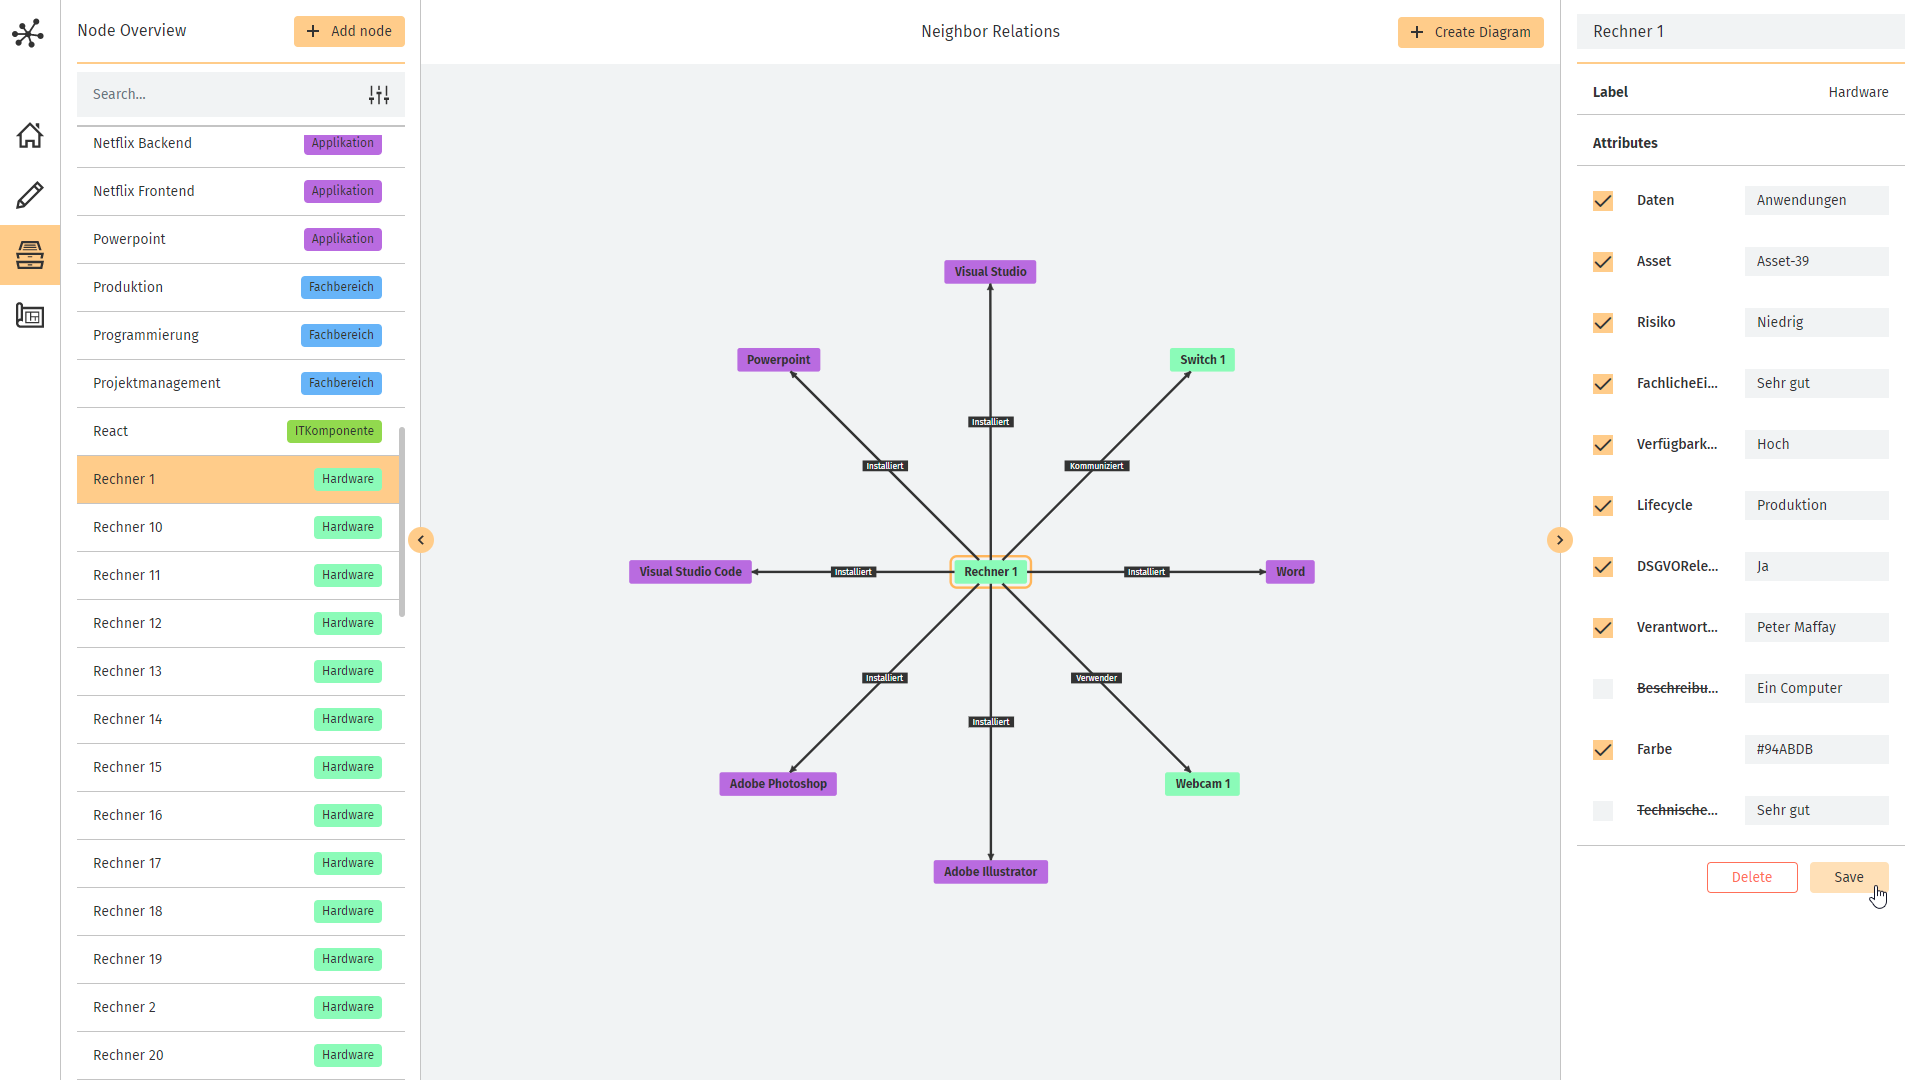 Node Overview
Add node
Search...
Netflix Backend Applikation
Netflix Frontend Applikation
Powerpoint Applikation
Produktion Fachbereich
Programmierung Fachbereich
Projektmanagement Fachbereich
React ITKomponente
Rechner 1 Hardware
Rechner 10 Hardware
Rechner 11 Hardware
Rechner 12 Hardware
Rechner 13 Hardware
Rechner 14 Hardware
Rechner 15 Hardware
Rechner 16 Hardware
Rechner 17 Hardware
Rechner 18 Hardware
Rechner 19 Hardware
Rechner 2 Hardware
Rechner 20 Hardware
Neighbor Relations
Create Diagram
Visual Studio
Powerpoint
Switch 1
Installiert
Installiert
Kommuniziert
Visual Studio Code
Installiert
Rechner 1
Installiert
Word
Installiert
Verwender
Installiert
Adobe Photoshop
Webcam 1
Adobe Illustrator
Rechner 1
Label Hardware
Attributes
Daten Anwendungen
Asset Asset-39
Risiko Niedrig
FachlicheEi... Sehr gut
Verfügbark... Hoch
Lifecycle Produktion
DSGVORele... Ja
Verantwort... Peter Maffay
Beschreibu... Ein Computer
Farbe #94ABDB
Technische... Sehr gut
Delete
Save